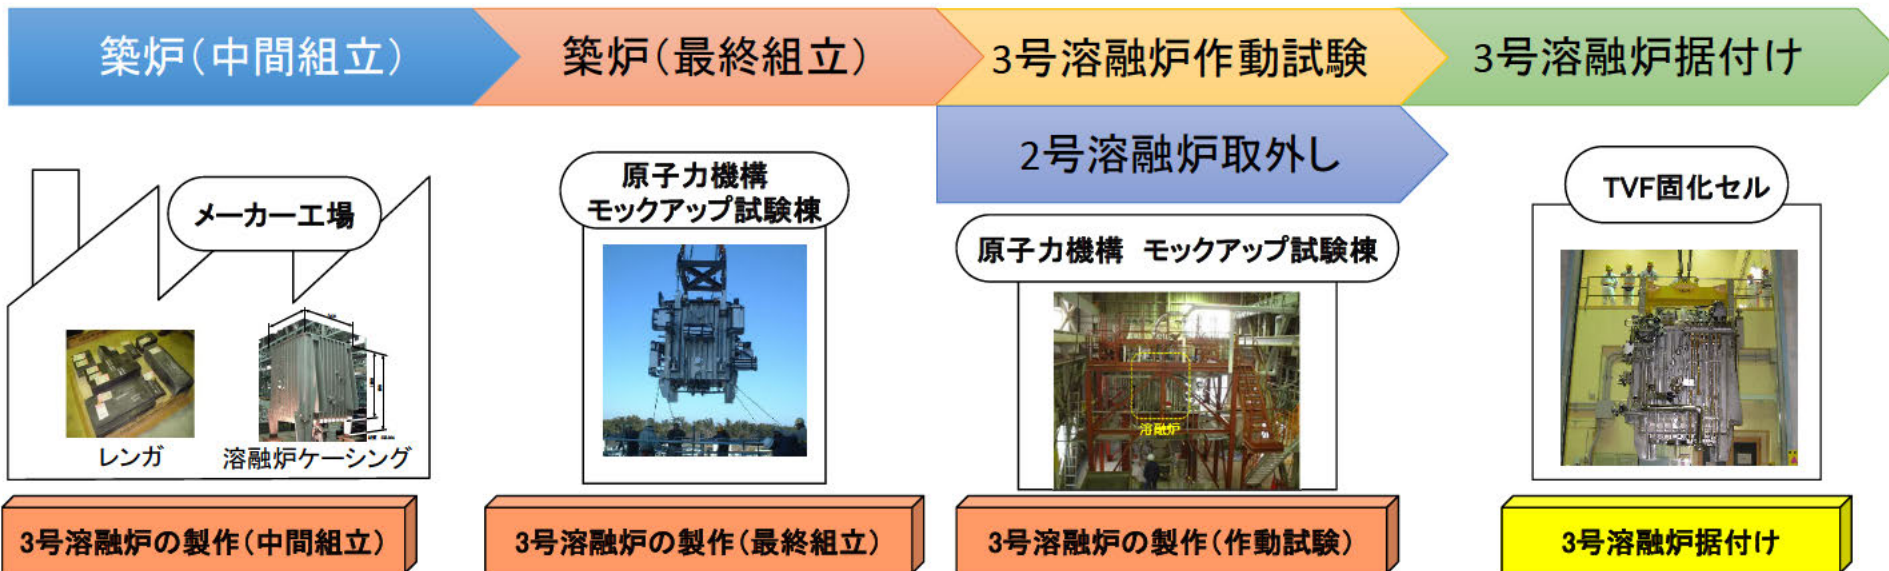 築炉(中間組立)
築炉(最終組立)
3号溶融炉作動試験
3号溶融炉据付け
2号溶融炉取外し
メーカー工場
レンガ
溶融炉ケーシング
原子力機構
モックアップ試験棟
原子力機構 モックアップ試験棟
溶融炉
TVF固化セル
3号溶融炉の製作(中間組立)
3号溶融炉の製作(最終組立)
3号溶融炉の製作(作動試験)
3号溶融炉据付け